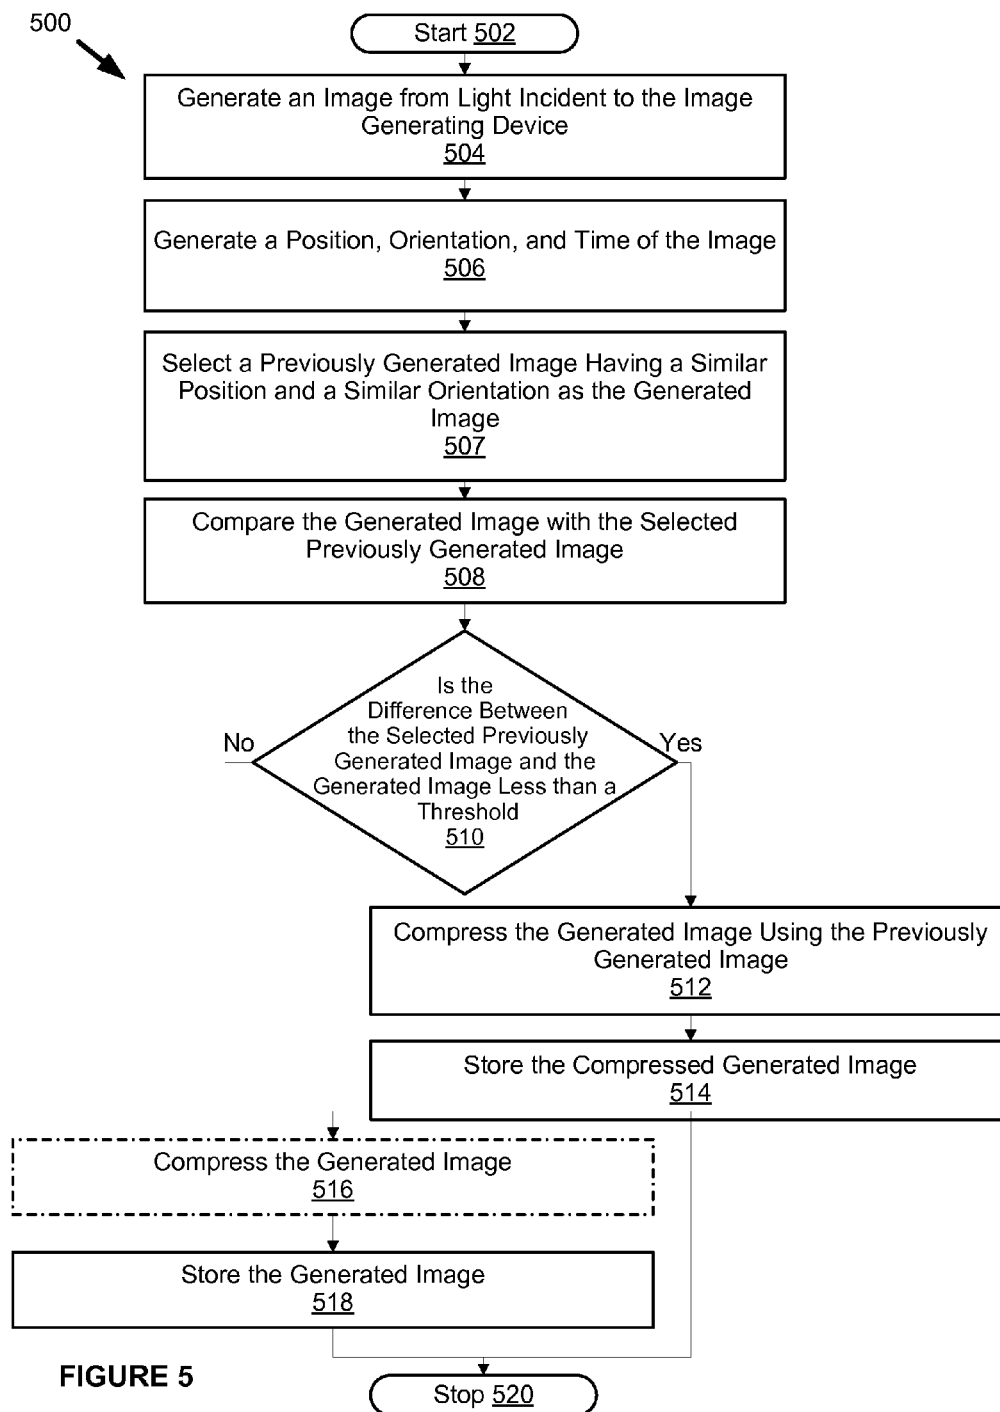 500
Start 502
Generate an Image from Light Incident to the Image
Generating Device
504
Generate a Position, Orientation, and Time of the Image
506
Select a Previously Generated Image Having a Similar
Position and a Similar Orientation as the Generated
Image
507
Compare the Generated Image with the Selected
Previously Generated Image
508
Is the
Difference Between
the Selected Previously
Generated Image and the
Generated Image Less than a
Threshold
510
No
Yes
Compress the Generated Image Using the Previously
Generated Image
512
Store the Compressed Generated Image
514
Compress the Generated Image
516
Store the Generated Image
518
FIGURE 5
Stop 520